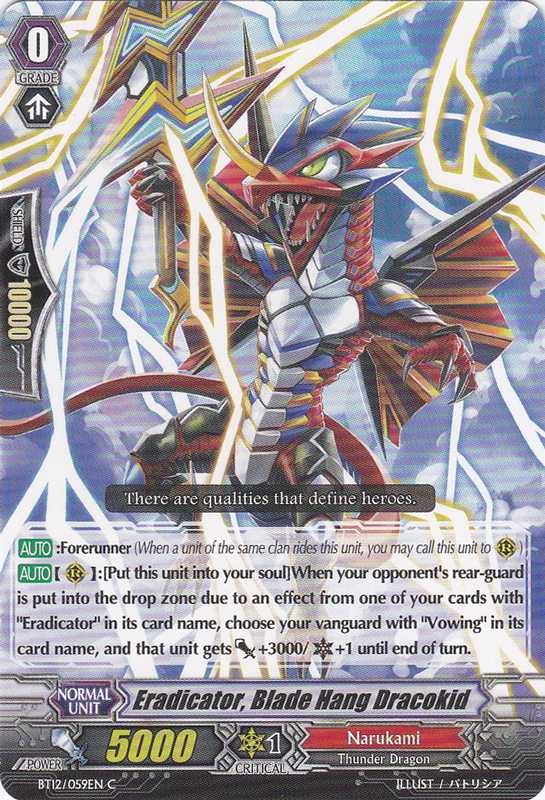 0
GRADE
SHIELD
10000
There are qualities that define heroes.
AUTO :Forerunner (When a unit of the same clan rides this unit, you may call this unit to R)
AUTO [ R ]:[Put this unit into your soul]When your opponent's rear-guard
is put into the drop zone due to an effect from one of your cards with
"Eradicator" in its card name, choose your vanguard with "Vowing" in its
card name, and that unit gets +3000/ +1 until end of turn.
NORMAL
UNIT
Eradicator, Blade Hang Dracokid
POWER
5000
1
CRITICAL
Narukami
Thunder Dragon
BT12/059EN C
ILLUST / パトリシア